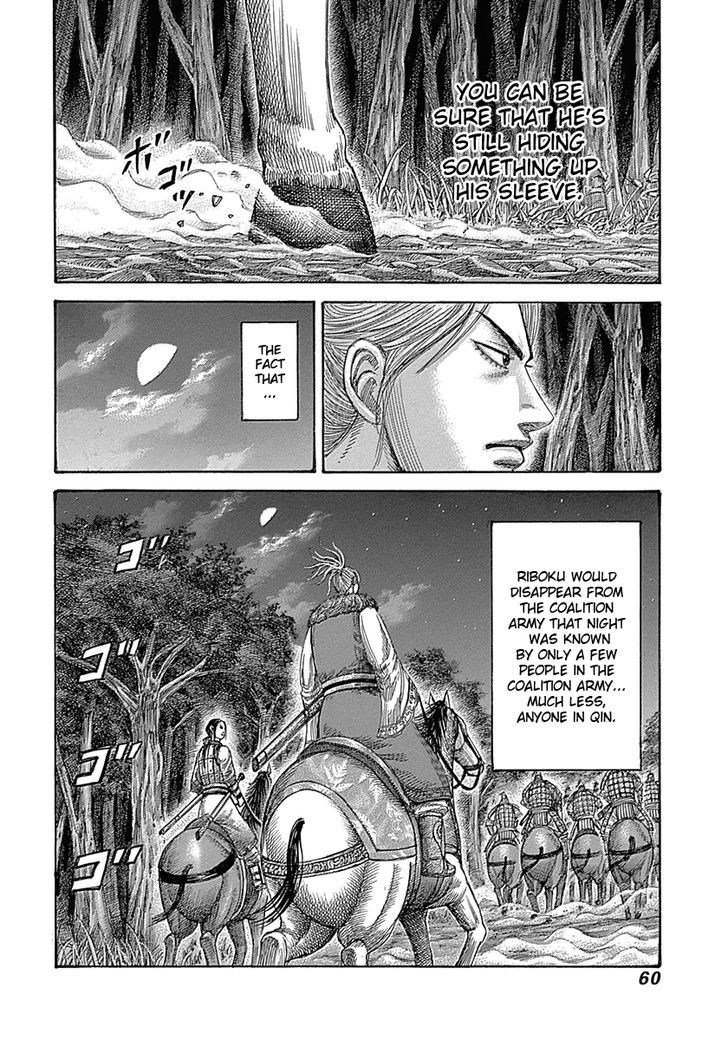 YOU CAN BE
SURE THAT HE'S
STILL HIDING
SOMETHING UP
HIS SLEEVE.
ボゴ
THE
FACT
THAT
...
RIBOKU WOULD
DISAPPEAR FROM
THE COALITION
ARMY THAT NIGHT
WAS KNOWN
BY ONLY A FEW
PEOPLE IN THE
COALITION ARMY...
MUCH LESS,
ANYONE IN QIN.
ゴ
ゴ
ゴ
ゴ
60